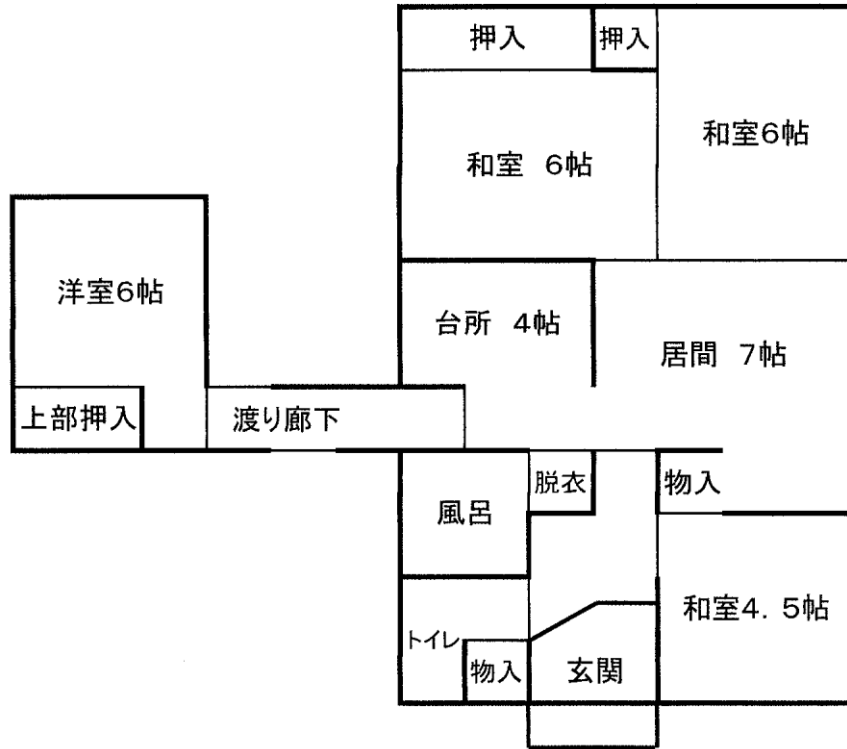 押入
押入
和室6帖
和室 6帖
洋室6帖
台所 4帖
居間 7帖
上部押入
渡り廊下
脱衣
物入
風呂
和室4.5帖
トイレ
物入
玄関